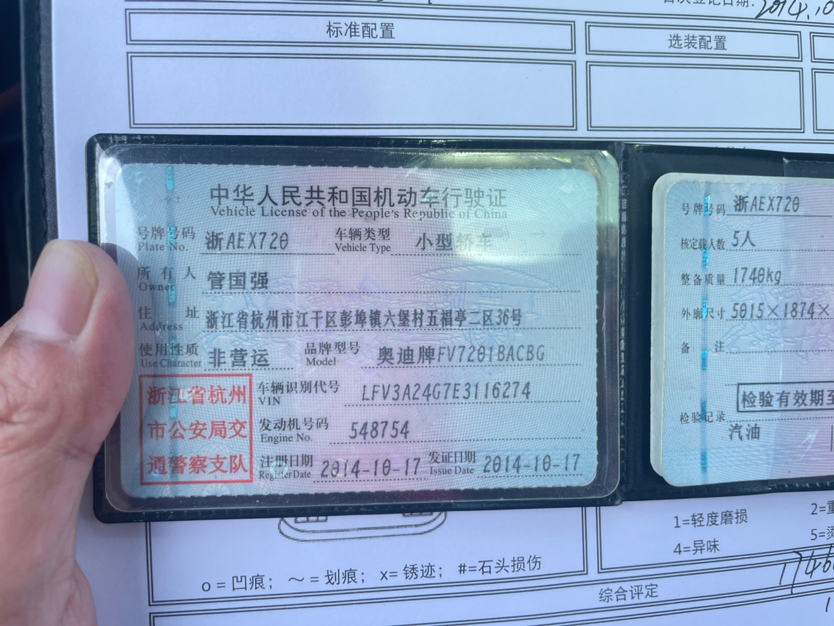 2014.10
标准配置
选装配置
中华人民共和国机动车行驶证
Vehicle License of the People's Republic of China
号牌号码 浙AEX720 车辆类型 小型轿车
Plate No. Vehicle Type
所有人 管国强
Owner
住址 浙江省杭州市江干区彭埠镇六堡村五福亭二区36号
Address
使用性质 非营运 品牌型号 奥迪牌FV7201BACBG
Use Character Model
浙江省杭州
市公安局交
通警察支队
车辆识别代号 LFV3A24G7E3116274
VIN
发动机号码 548754
Engine No.
注册日期 2014-10-17 发证日期 2014-10-17
Register Date Issue Date
号牌号码 浙AEX720
核定载人数 5人
整备质量 1740kg
外廓尺寸 5015×1874×
备注
检验有效期至
检验记录
汽油
o=凹痕; ～=划痕; x=锈迹; #=石头损伤
1=轻度磨损
2=重
4=异味
5=烫
综合评定